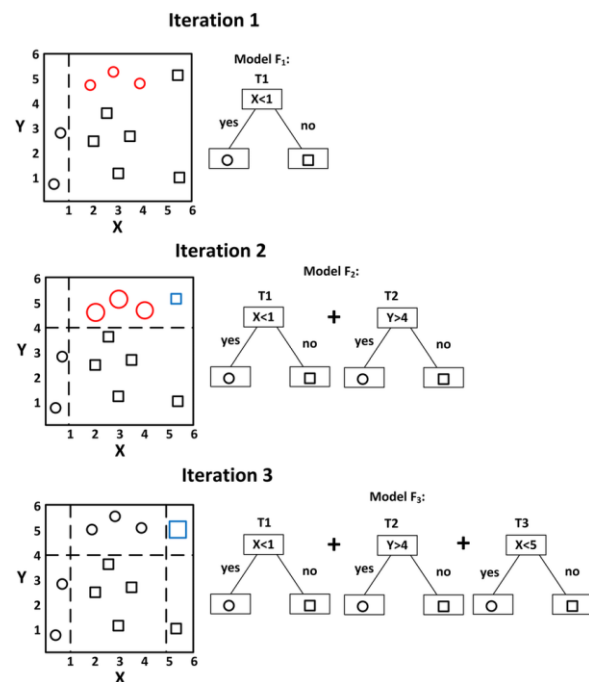 Iteration 1
Model F₁:
T1
X<1
yes no
6
5
4
Y 3
2
1
1 2 3 4 5 6
X
Iteration 2
Model F₂:
T1 T2
X<1 + Y>4
yes no yes no
6
5
4
Y 3
2
1
1 2 3 4 5 6
X
Iteration 3
Model F₃:
T1 T2 T3
X<1 + Y>4 + X<5
yes no yes no yes no
6
5
4
Y 3
2
1
1 2 3 4 5 6
X